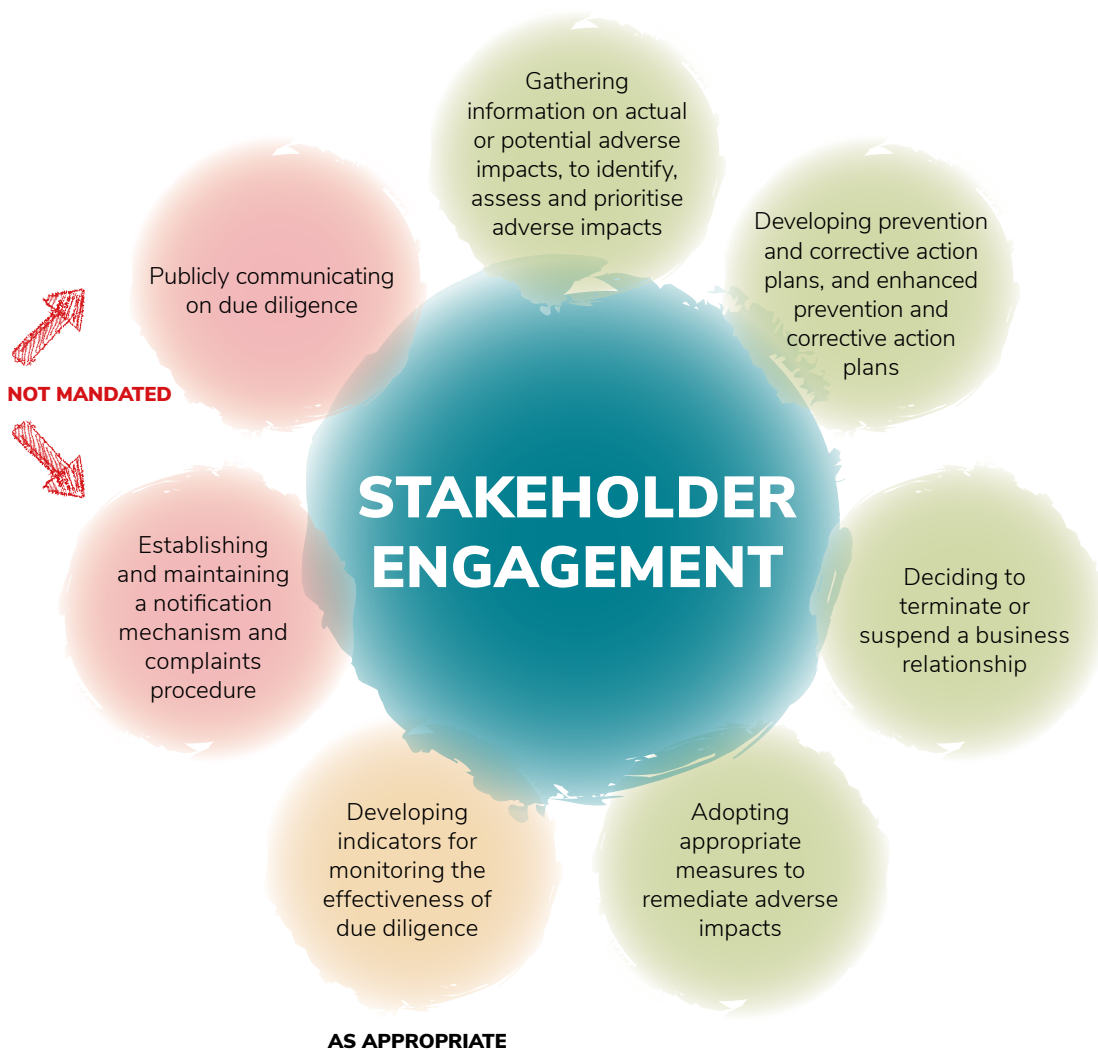 Gathering
information on actual
or potential adverse
impacts, to identify,
assess and prioritise
adverse impacts
Developing prevention
and corrective action
plans, and enhanced
prevention and
corrective action
plans
Deciding to
terminate or
suspend a business
relationship
Adopting
appropriate
measures to
remediate adverse
impacts
Developing
indicators for
monitoring the
effectiveness of
due diligence
AS APPROPRIATE
Establishing
and maintaining
a notification
mechanism and
complaints
procedure
NOT MANDATED
Publicly communicating
on due diligence
STAKEHOLDER
ENGAGEMENT